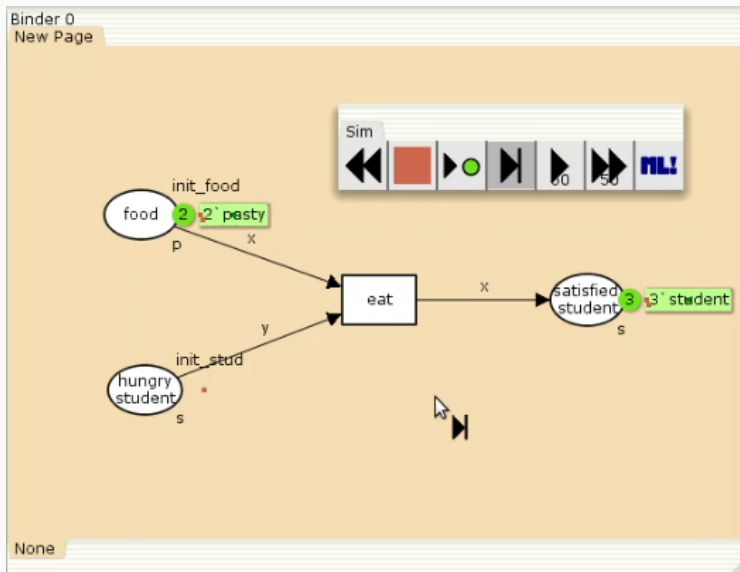 Binder 0
New Page
Sim
50
ML!
init_food
food
2
2`pasty
p
x
eat
x
satisfied
student
3
3`student
s
y
init_stud
hungry
student
s
None